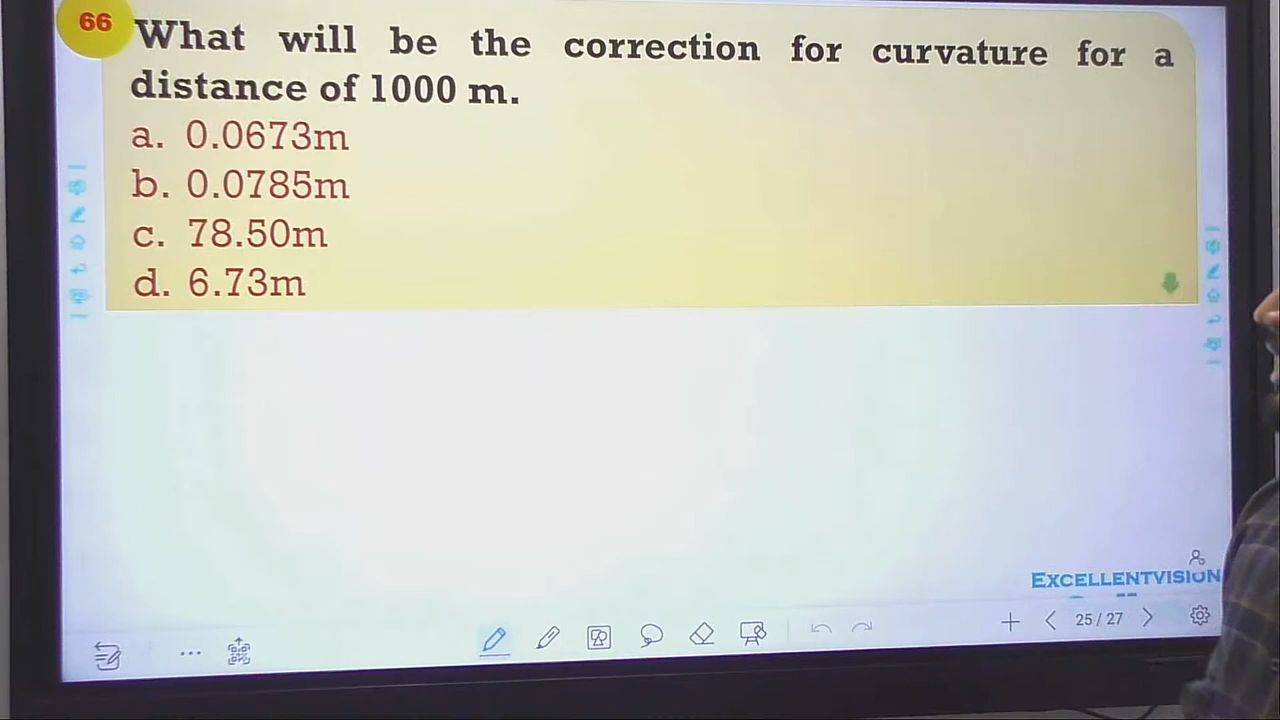 66
What will be the correction for curvature for a
distance of 1000 m.
a. 0.0673m
b. 0.0785m
c. 78.50m
d. 6.73m
EXCELLENTVISION
25/27